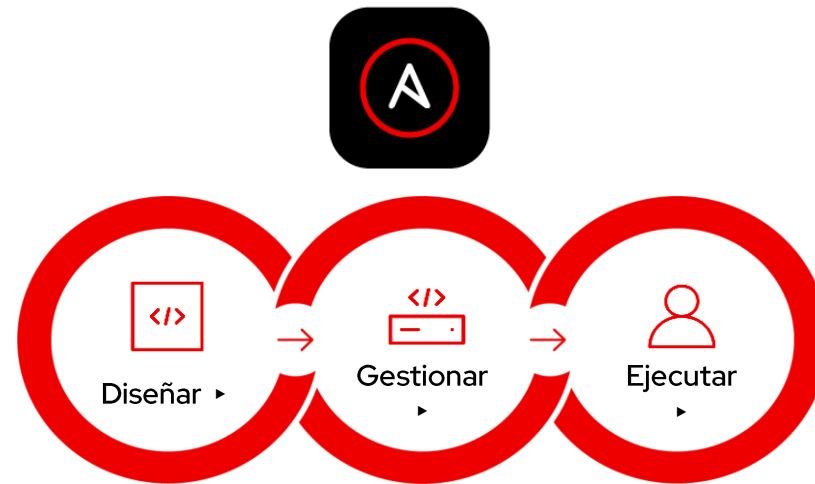 </>
</>
Diseñar ▸
Gestionar
▸
Ejecutar
▸